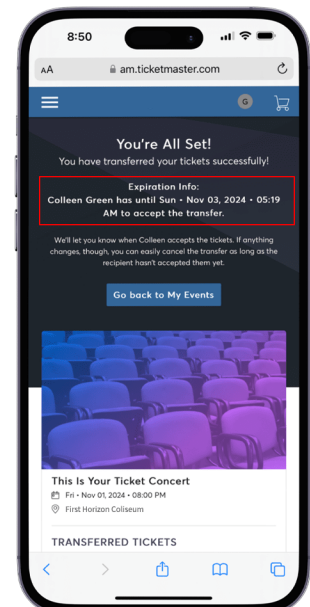 8:50
AA am.ticketmaster.com
G
You're All Set!
You have transferred your tickets successfully!
Expiration Info:
Colleen Green has until Sun • Nov 03, 2024 • 05:19
AM to accept the transfer.
We'll let you know when Colleen accepts the tickets. If anything
changes, though, you can easily cancel the transfer as long as the
recipient hasn't accepted them yet.
Go back to My Events
This Is Your Ticket Concert
Fri • Nov 01, 2024 • 08:00 PM
First Horizon Coliseum
TRANSFERRED TICKETS